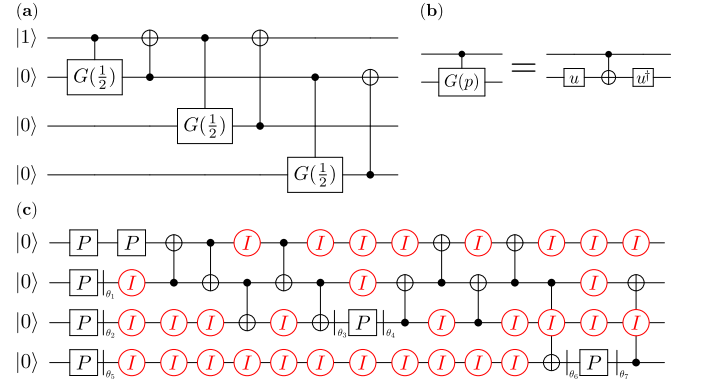 (a)
|1⟩
|0⟩ G(½)
|0⟩ G(½)
|0⟩ G(½)
(b)
G(p) = u u†
(c)
|0⟩ P P I I I I I I I I
|0⟩ P |θ₁ I I I
|0⟩ P |θ₂ I I I I |θ₃ P |θ₄ I I I I I
|0⟩ P |θ₅ I I I I I I I I I I I |θ₆ P |θ₇